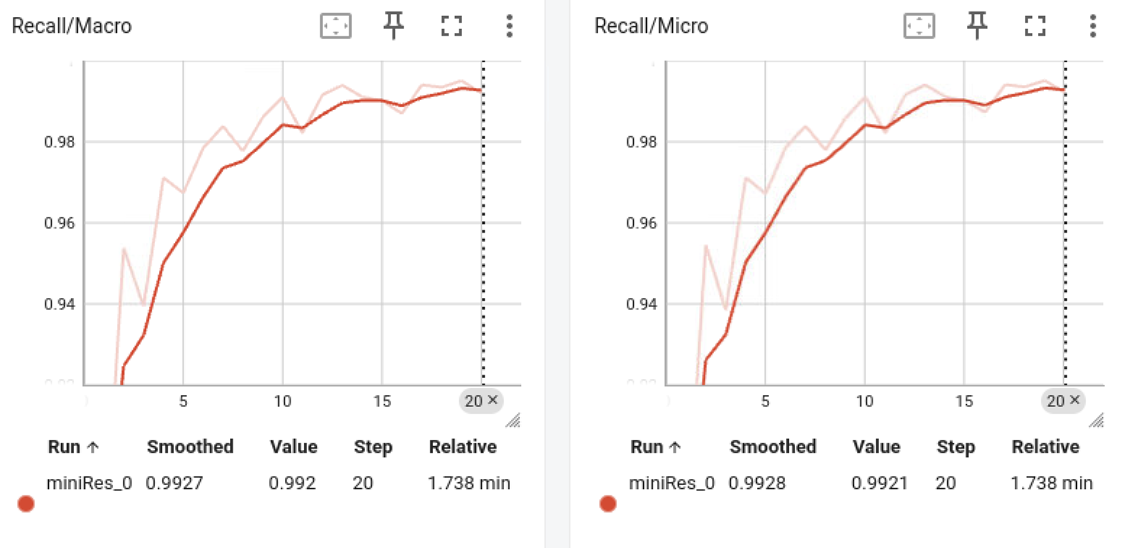 Recall/Macro
0.98
0.96
0.94
5 10 15 20 ×
Run ↑ Smoothed Value Step Relative
miniRes_0 0.9927 0.992 20 1.738 min
Recall/Micro
0.98
0.96
0.94
5 10 15 20 ×
Run ↑ Smoothed Value Step Relative
miniRes_0 0.9928 0.9921 20 1.738 min